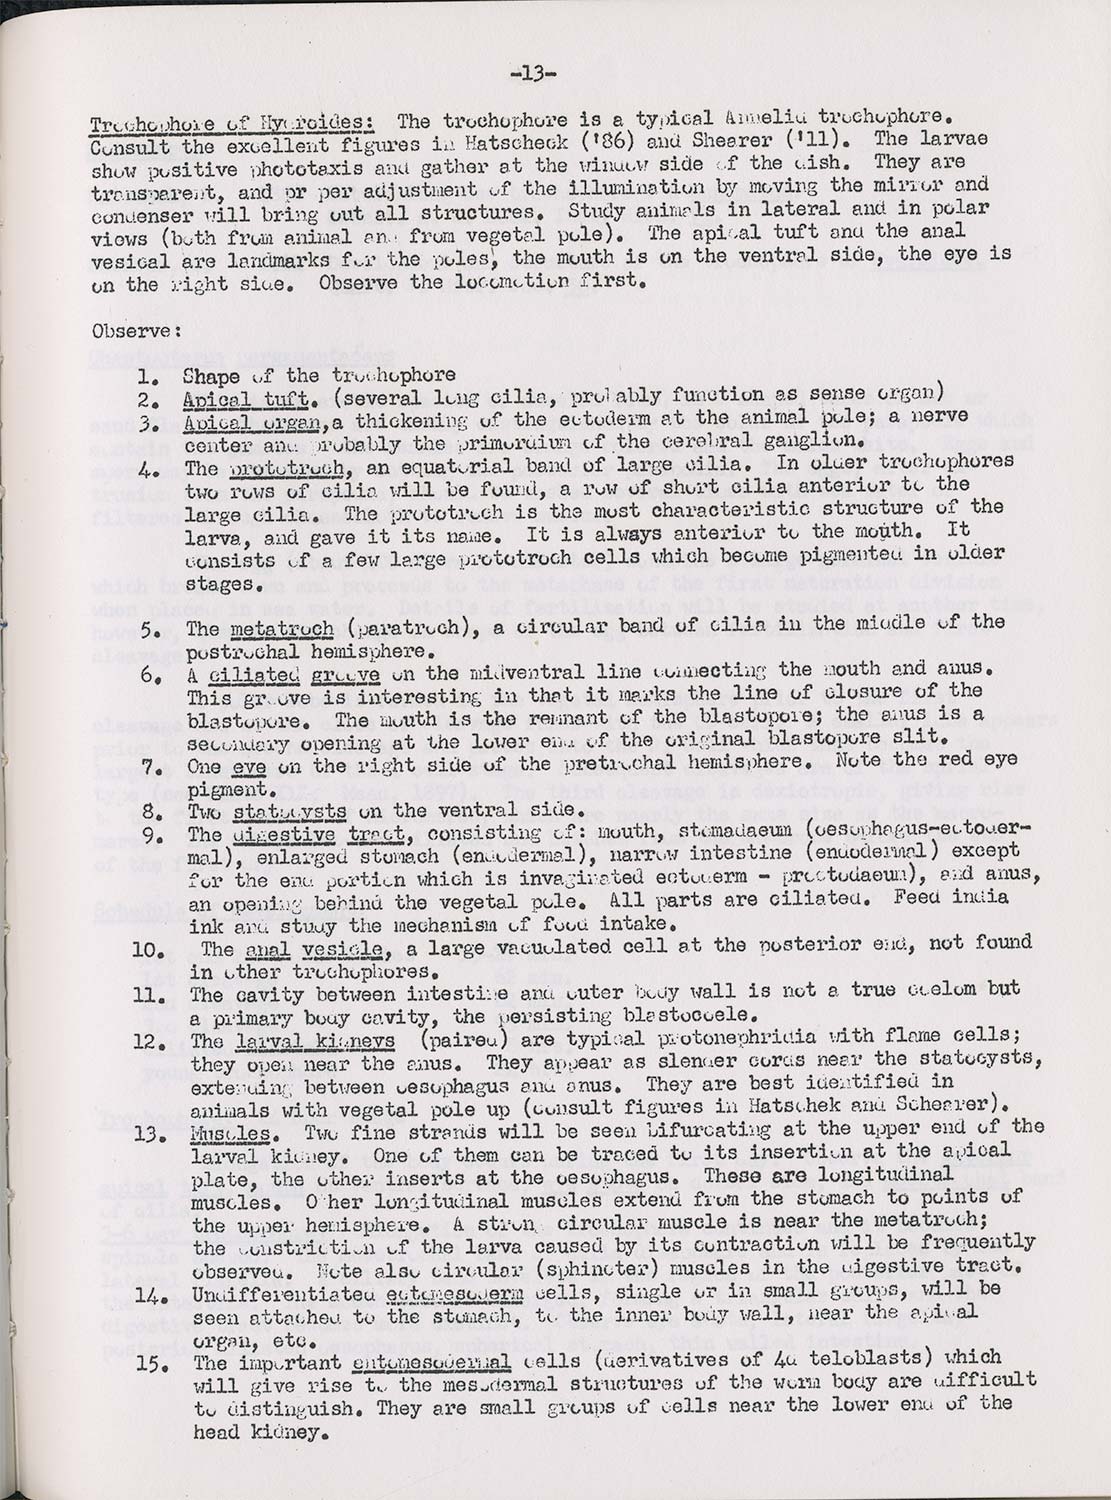 -13-
Trochophore of Hydroides: The trochophore is a typical Annelid trochophore.
Consult the excellent figures in Hatscheck ('86) and Shearer ('11). The larvae
show positive phototaxis and gather at the window side of the dish. They are
transparent, and pr per adjustment of the illumination by moving the mirror and
condenser will bring out all structures. Study animals in lateral and in polar
views (both from animal and from vegetal pole). The apical tuft and the anal
vesical are landmarks for the poles, the mouth is on the ventral side, the eye is
on the right side. Observe the locomotion first.
Observe:
1. Shape of the trochophore
2. Apical tuft. (several long cilia, probably function as sense organ)
3. Apical organ,a thickening of the ectoderm at the animal pole; a nerve
center and probably the primordium of the cerebral ganglion.
4. The prototroch, an equatorial band of large cilia. In older trochophores
two rows of cilia will be found, a row of short cilia anterior to the
large cilia. The prototroch is the most characteristic structure of the
larva, and gave it its name. It is always anterior to the mouth. It
consists of a few large prototroch cells which become pigmented in older
stages.
5. The metatroch (paratroch), a circular band of cilia in the middle of the
postrochal hemisphere.
6. A ciliated groove on the midventral line connecting the mouth and anus.
This groove is interesting in that it marks the line of closure of the
blastopore. The mouth is the remnant of the blastopore; the anus is a
secondary opening at the lower end of the original blastopore slit.
7. One eye on the right side of the pretrochal hemisphere. Note the red eye
pigment.
8. Two statocysts on the ventral side.
9. The digestive tract, consisting of: mouth, stomadaeum (oesophagus-ectoder-
mal), enlarged stomach (endodermal), narrow intestine (endodermal) except
for the end portion which is invaginated ectoderm - proctodaeum), and anus,
an opening behind the vegetal pole. All parts are ciliated. Feed india
ink and study the mechanism of food intake.
10. The anal vesicle, a large vacuolated cell at the posterior end, not found
in other trochophores.
11. The cavity between intestine and outer body wall is not a true coelom but
a primary body cavity, the persisting blastocoele.
12. The larval kidneys (paired) are typical protonephridia with flame cells;
they open near the anus. They appear as slender cords near the statocysts,
extending between oesophagus and anus. They are best identified in
animals with vegetal pole up (consult figures in Hatschek and Schearer).
13. Muscles. Two fine strands will be seen bifurcating at the upper end of the
larval kidney. One of them can be traced to its insertion at the apical
plate, the other inserts at the oesophagus. These are longitudinal
muscles. O her longitudinal muscles extend from the stomach to points of
the upper hemisphere. A strong circular muscle is near the metatroch;
the constriction of the larva caused by its contraction will be frequently
observed. Note also circular (sphincter) muscles in the digestive tract.
14. Undifferentiated ectomesoderm cells, single or in small groups, will be
seen attached to the stomach, to the inner body wall, near the apical
organ, etc.
15. The important entomesodermal cells (derivatives of 4d teloblasts) which
will give rise to the mesodermal structures of the worm body are difficult
to distinguish. They are small groups of cells near the lower end of the
head kidney.